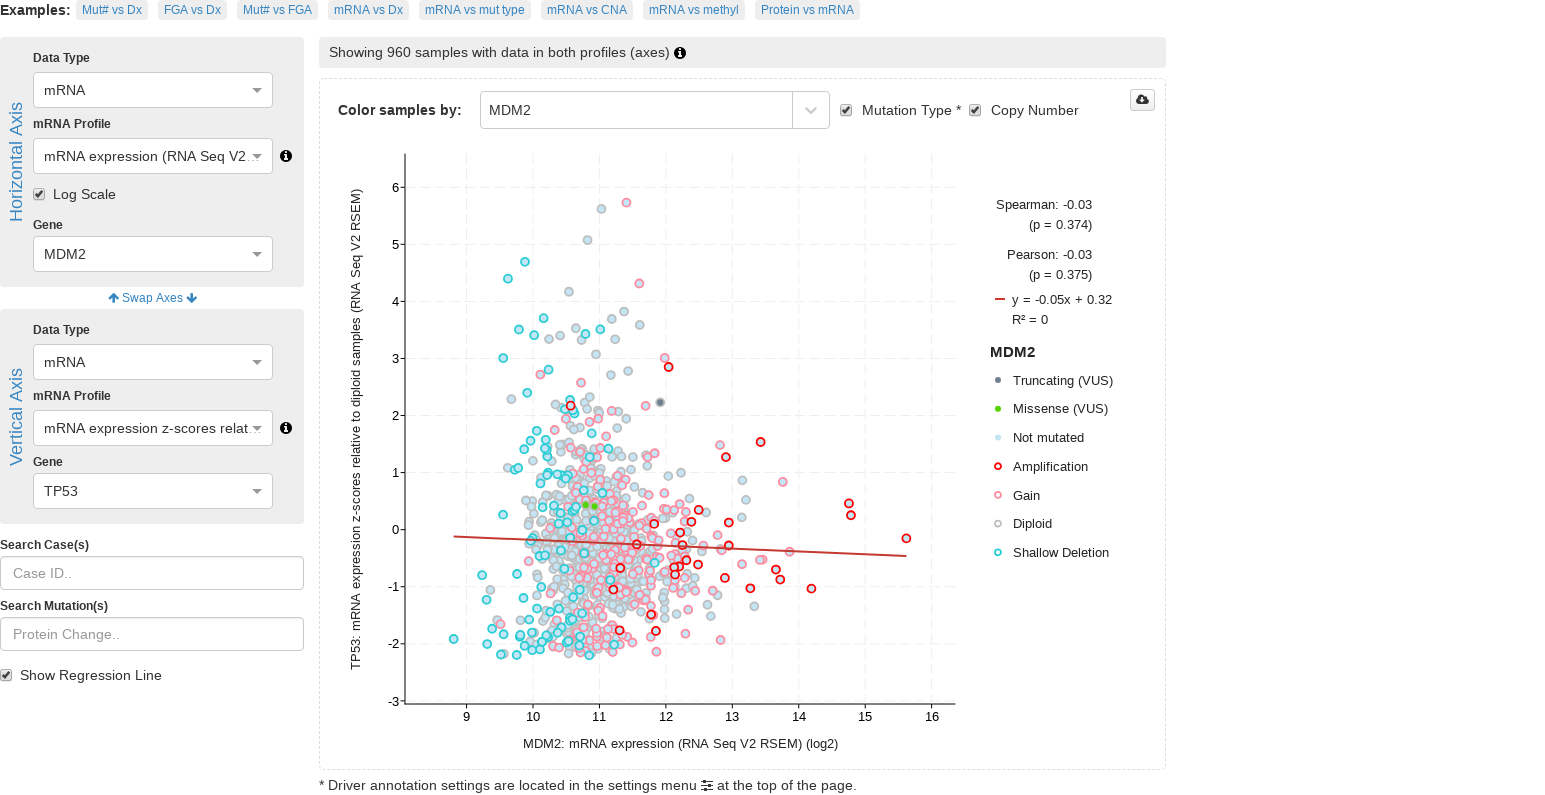 Examples: Mut# vs Dx FGA vs Dx Mut# vs FGA mRNA vs Dx mRNA vs mut type mRNA vs CNA mRNA vs methyl Protein vs mRNA
Horizontal Axis
Data Type
mRNA
mRNA Profile
mRNA expression (RNA Seq V2...
Log Scale
Gene
MDM2
Swap Axes
Vertical Axis
Data Type
mRNA
mRNA Profile
mRNA expression z-scores relat...
Gene
TP53
Search Case(s)
Case ID..
Search Mutation(s)
Protein Change..
Show Regression Line
Showing 960 samples with data in both profiles (axes)
Color samples by: MDM2 Mutation Type * Copy Number
TP53: mRNA expression z-scores relative to diploid samples (RNA Seq V2 RSEM)
6
5
4
3
2
1
0
-1
-2
-3
9 10 11 12 13 14 15 16
MDM2: mRNA expression (RNA Seq V2 RSEM) (log2)
Spearman: -0.03
(p = 0.374)
Pearson: -0.03
(p = 0.375)
y = -0.05x + 0.32
R² = 0
MDM2
Truncating (VUS)
Missense (VUS)
Not mutated
Amplification
Gain
Diploid
Shallow Deletion
* Driver annotation settings are located in the settings menu at the top of the page.